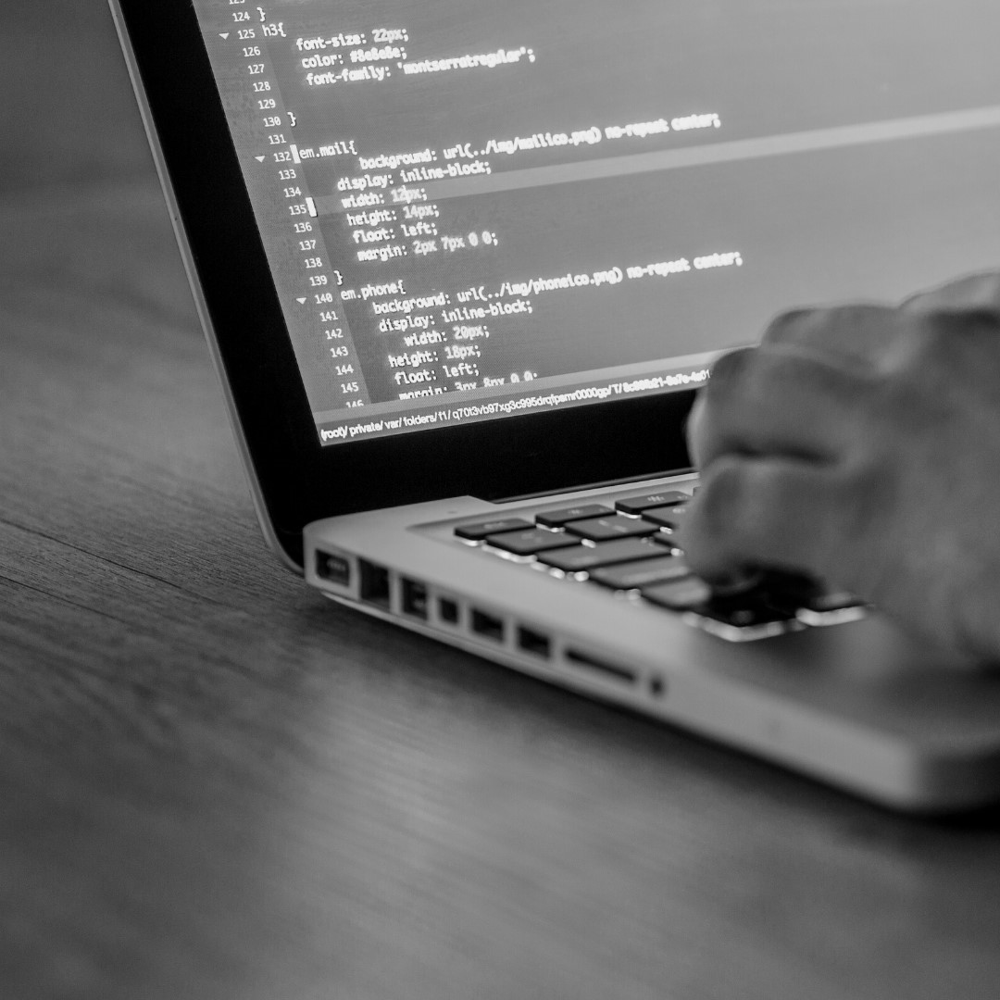 123
124 }
125 h3{
126 font-size: 22px;
127 color: #8e8e8e;
128 font-family: 'montserratregular';
129
130 }
131
132 em.mail{
133 background: url(../img/mailico.png) no-repeat center;
134 display: inline-block;
135 width: 12px;
136 height: 14px;
137 float: left;
138 margin: 2px 7px 0 0;
139 }
140 em.phone{
141 background: url(../img/phoneico.png) no-repeat center;
142 display: inline-block;
143 width: 20px;
144 height: 18px;
145 float: left;
146 margin: 3px 8px 0 0;
(root)/ private/ var/ folders/